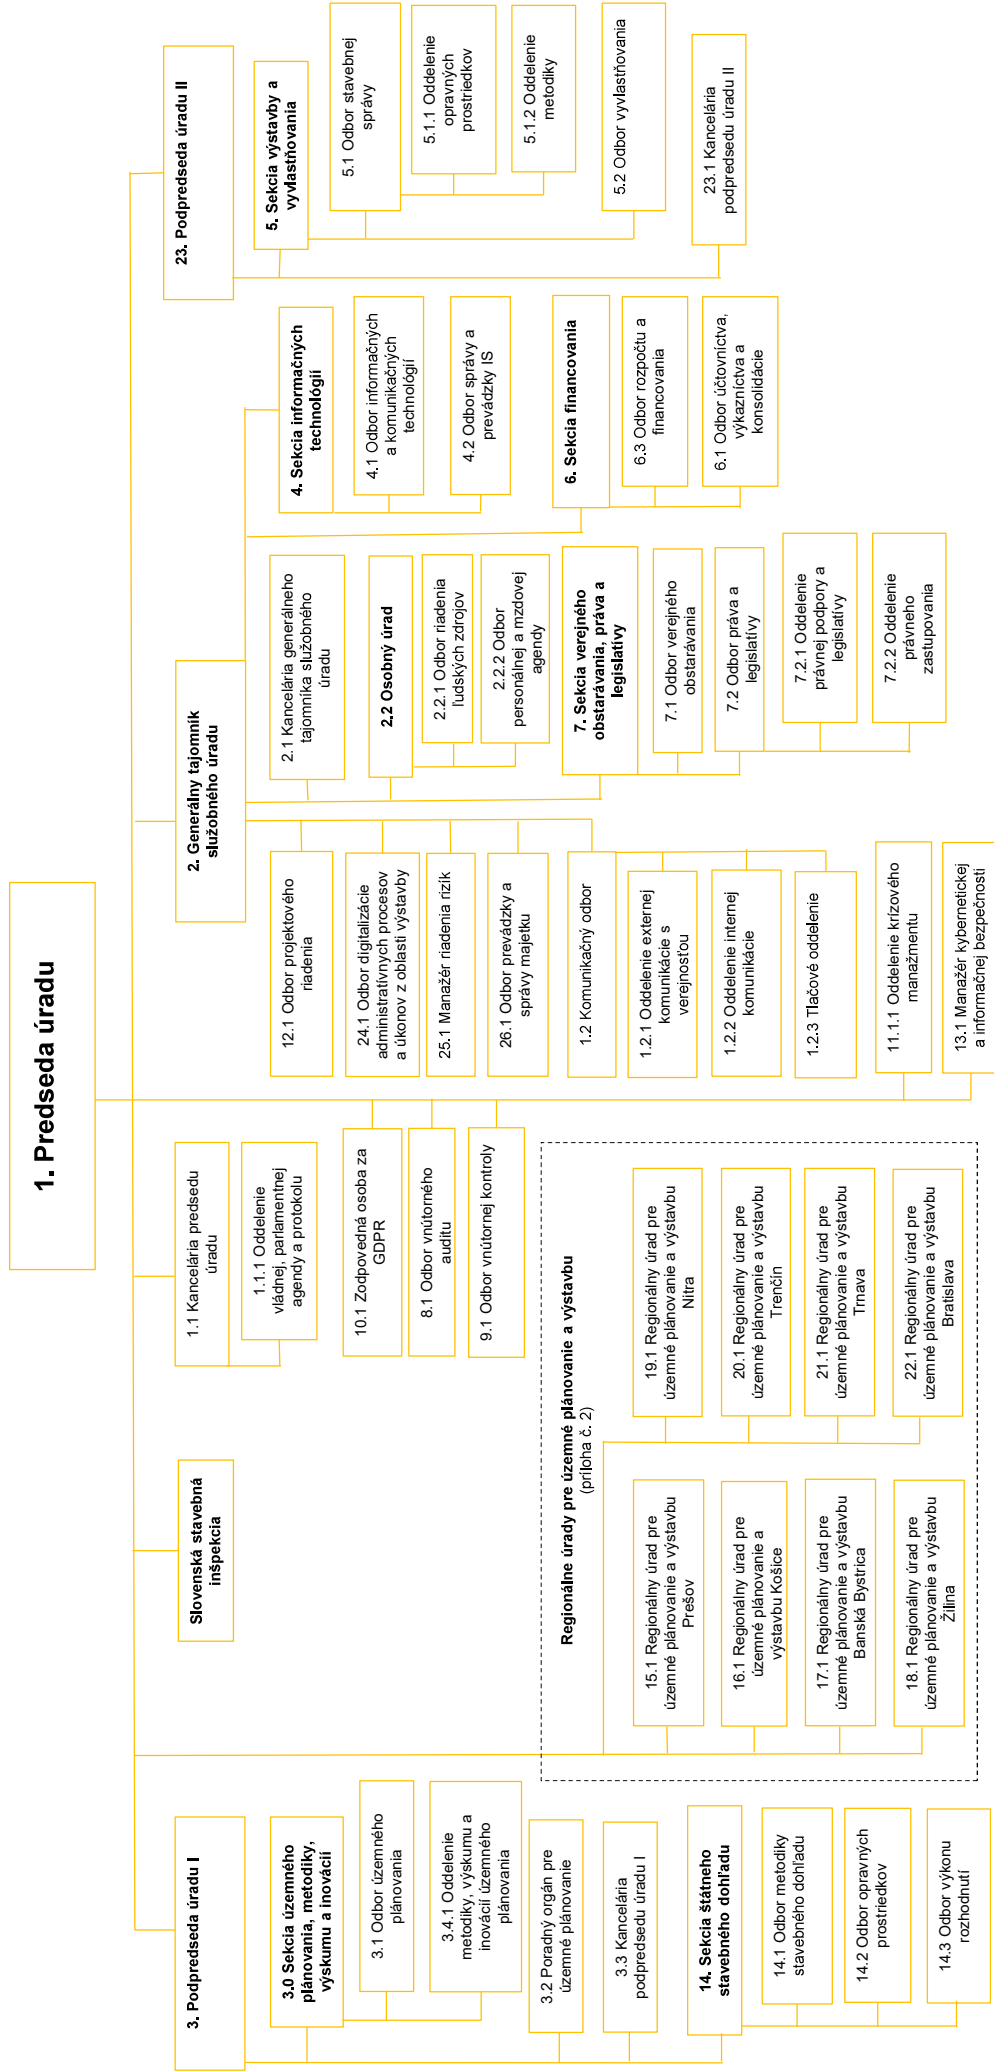 1. Predseda úradu
3. Podpredseda úradu I
3.0 Sekcia územného
plánovania, metodiky,
výskumu a inovácií
3.1 Odbor územného
plánovania
3.4.1 Oddelenie
metodiky, výskumu a
inovácií územného
plánovania
3.2 Poradný orgán pre
územné plánovanie
3.3 Kancelária
podpredsedu úradu I
14. Sekcia štátneho
stavebného dohľadu
14.1 Odbor metodiky
stavebného dohľadu
14.2 Odbor opravných
prostriedkov
14.3 Odbor výkonu
rozhodnutí
Slovenská stavebná
inšpekcia
Regionálne úrady pre územné plánovanie a výstavbu
(príloha č. 2)
15.1 Regionálny úrad pre
územné plánovanie a výstavbu
Prešov
16.1 Regionálny úrad pre
územné plánovanie a
výstavbu Košice
17.1 Regionálny úrad pre
územné plánovanie a výstavbu
Banská Bystrica
18.1 Regionálny úrad pre
územné plánovanie a výstavbu
Žilina
19.1 Regionálny úrad pre
územné plánovanie a výstavbu
Nitra
20.1 Regionálny úrad pre
územné plánovanie a výstavbu
Trenčín
21.1 Regionálny úrad pre
územné plánovanie a výstavbu
Trnava
22.1 Regionálny úrad pre
územné plánovanie a výstavbu
Bratislava
1.1 Kancelária predsedu
úradu
1.1.1 Oddelenie
vládnej, parlamentnej
agendy a protokolu
10.1 Zodpovedná osoba za
GDPR
8.1 Odbor vnútorného
auditu
9.1 Odbor vnútornej kontroly
2. Generálny tajomník
služobného úradu
12.1 Odbor projektového
riadenia
24.1 Odbor digitalizácie
administratívnych procesov
a úkonov z oblasti výstavby
25.1 Manažér riadenia rizík
26.1 Odbor prevádzky a
správy majetku
1.2 Komunikačný odbor
1.2.1 Oddelenie externej
komunikácie s
verejnosťou
1.2.2 Oddelenie internej
komunikácie
1.2.3 Tlačové oddelenie
11.1.1 Oddelenie krízového
manažmentu
13.1 Manažér kybernetickej
a informačnej bezpečnosti
2.1 Kancelária generálneho
tajomníka služobného
úradu
2.2 Osobný úrad
2.2.1 Odbor riadenia
ľudských zdrojov
2.2.2 Odbor
personálnej a mzdovej
agendy
7. Sekcia verejného
obstarávania, práva a
legislatívy
7.1 Odbor verejného
obstarávania
7.2 Odbor práva a
legislatívy
7.2.1 Oddelenie
právnej podpory a
legislatívy
7.2.2 Oddelenie
právneho
zastupovania
4. Sekcia informačných
technológií
4.1 Odbor informačných
a komunikačných
technológií
4.2 Odbor správy a
prevádzky IS
6. Sekcia financovania
6.3 Odbor rozpočtu a
financovania
6.1 Odbor účtovníctva,
výkazníctva a
konsolidácie
23. Podpredseda úradu II
5. Sekcia výstavby a
vyvlastňovania
5.1 Odbor stavebnej
správy
5.1.1 Oddelenie
opravných
prostriedkov
5.1.2 Oddelenie
metodiky
5.2 Odbor vyvlastňovania
23.1 Kancelária
podpredsedu úradu II